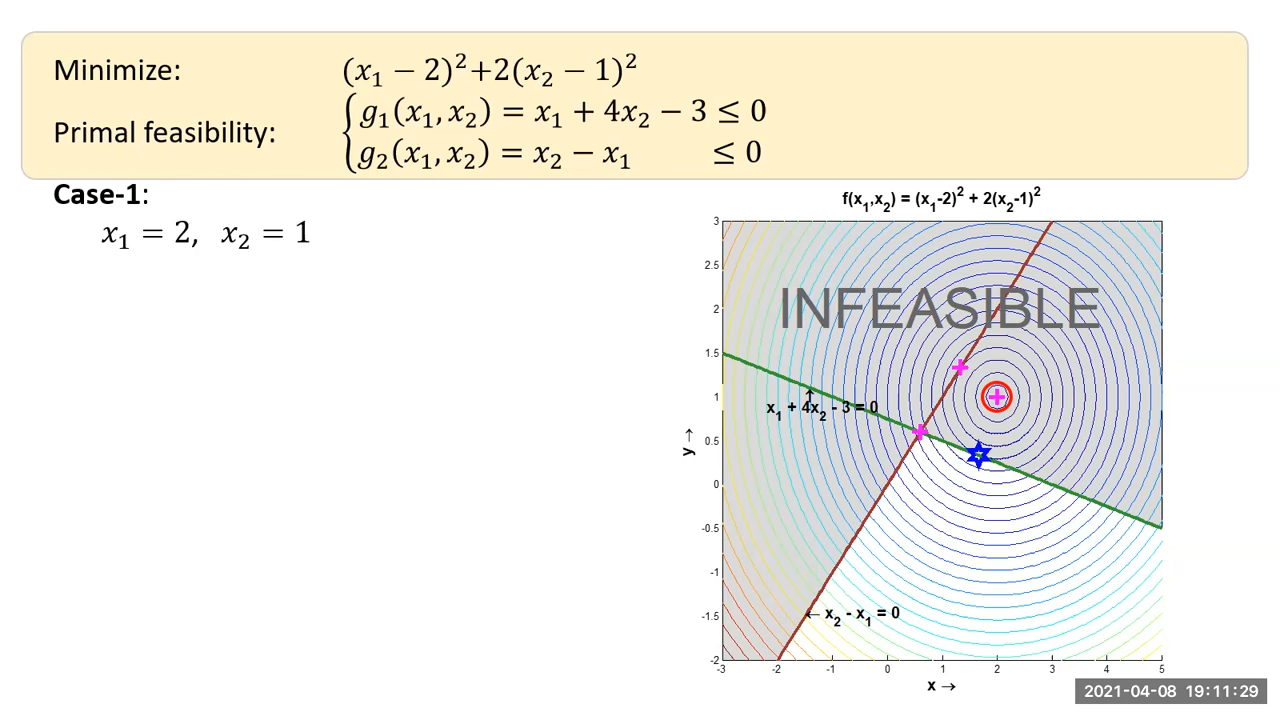 Minimize: (x₁ − 2)²+2(x₂ − 1)²
Primal feasibility: { g₁(x₁, x₂) = x₁ + 4x₂ − 3 ≤ 0
g₂(x₁, x₂) = x₂ − x₁ ≤ 0
Case-1:
x₁ = 2, x₂ = 1
f(x₁,x₂) = (x₁-2)² + 2(x₂-1)²
3
2.5
2
1.5
1
0.5
0
-0.5
-1
-1.5
-2
y →
INFEASIBLE
↑
x₁ + 4x₂ - 3 = 0
← x₂ - x₁ = 0
-3 -2 -1 0 1 2 3 4 5
x →
2021-04-08 19:11:29